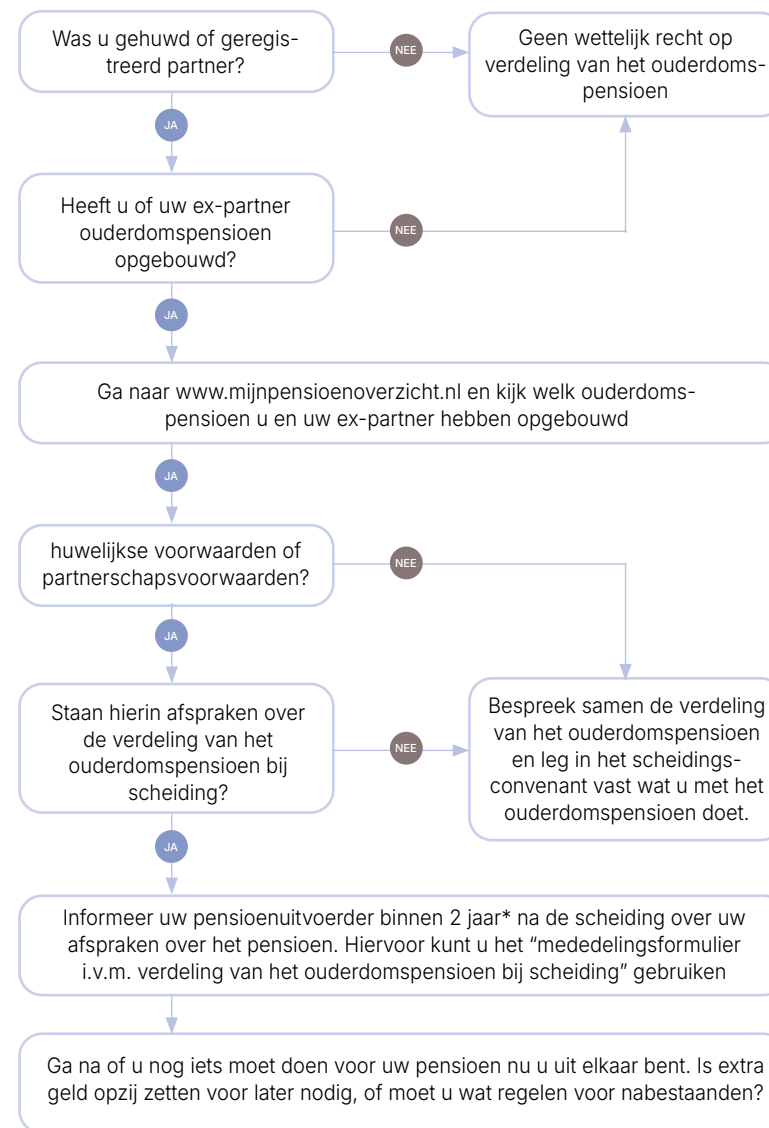 Was u gehuwd of geregis-
treerd partner?
NEE
Geen wettelijk recht op
verdeling van het ouderdoms-
pensioen
JA
Heeft u of uw ex-partner
ouderdomspensioen
opgebouwd?
NEE
JA
Ga naar www.mijnpensioenoverzicht.nl en kijk welk ouderdoms-
pensioen u en uw ex-partner hebben opgebouwd
JA
huwelijkse voorwaarden of
partnerschapsvoorwaarden?
NEE
JA
Staan hierin afspraken over
de verdeling van het
ouderdomspensioen bij
scheiding?
NEE
Bespreek samen de verdeling
van het ouderdomspensioen
en leg in het scheidings-
convenant vast wat u met het
ouderdomspensioen doet.
JA
Informeer uw pensioenuitvoerder binnen 2 jaar* na de scheiding over uw
afspraken over het pensioen. Hiervoor kunt u het “mededelingsformulier
i.v.m. verdeling van het ouderdomspensioen bij scheiding” gebruiken
Ga na of u nog iets moet doen voor uw pensioen nu u uit elkaar bent. Is extra
geld opzij zetten voor later nodig, of moet u wat regelen voor nabestaanden?